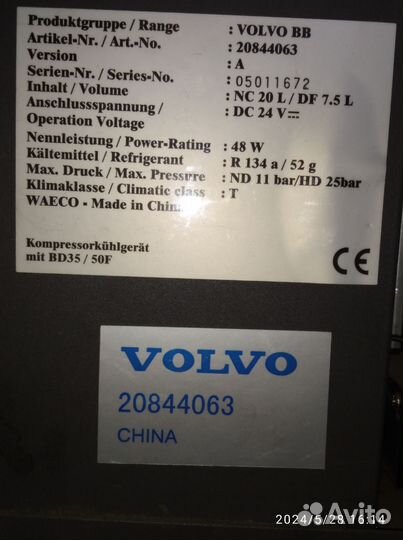 Produktgruppe / Range : VOLVO BB
Artikel-Nr. / Art.-No. : 20844063
Version : A
Serien-Nr. / Series-No. : 05011672
Inhalt / Volume : NC 20 L / DF 7.5 L
Anschlussspannung / : DC 24 V
Operation Voltage
Nennleistung / Power-Rating : 48 W
Kältemittel / Refrigerant : R 134 a / 52 g
Max. Druck / Max. Pressure : ND 11 bar/HD 25bar
Klimaklasse / Climatic class : T
WAECO - Made in China
Kompressorkühlgerät
mit BD35 / 50F
CE
VOLVO
20844063
CHINA
2024/5/28 16:14
Avito